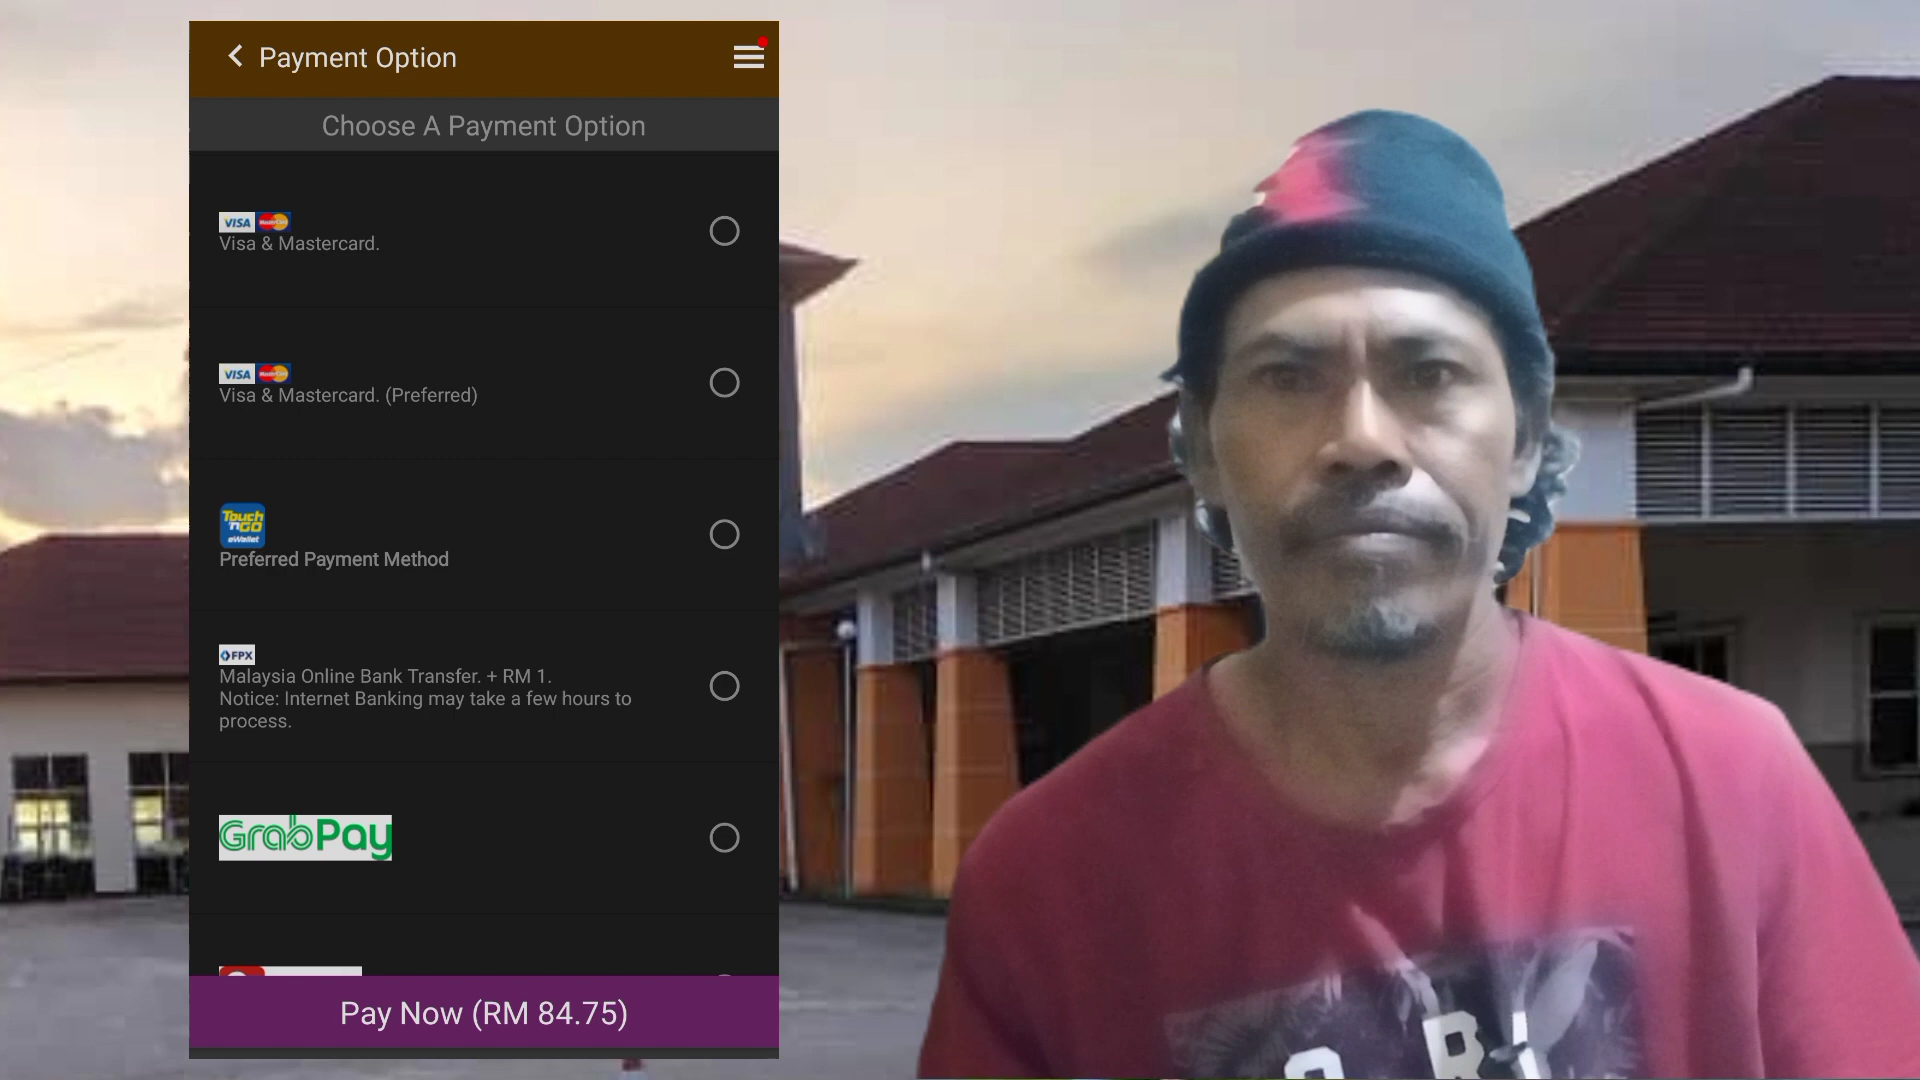 Payment Option
Choose A Payment Option
VISA MasterCard
Visa & Mastercard.
VISA MasterCard
Visa & Mastercard. (Preferred)
Touch
'n GO
eWallet
Preferred Payment Method
FPX
Malaysia Online Bank Transfer. + RM 1.
Notice: Internet Banking may take a few hours to
process.
GrabPay
Pay Now (RM 84.75)